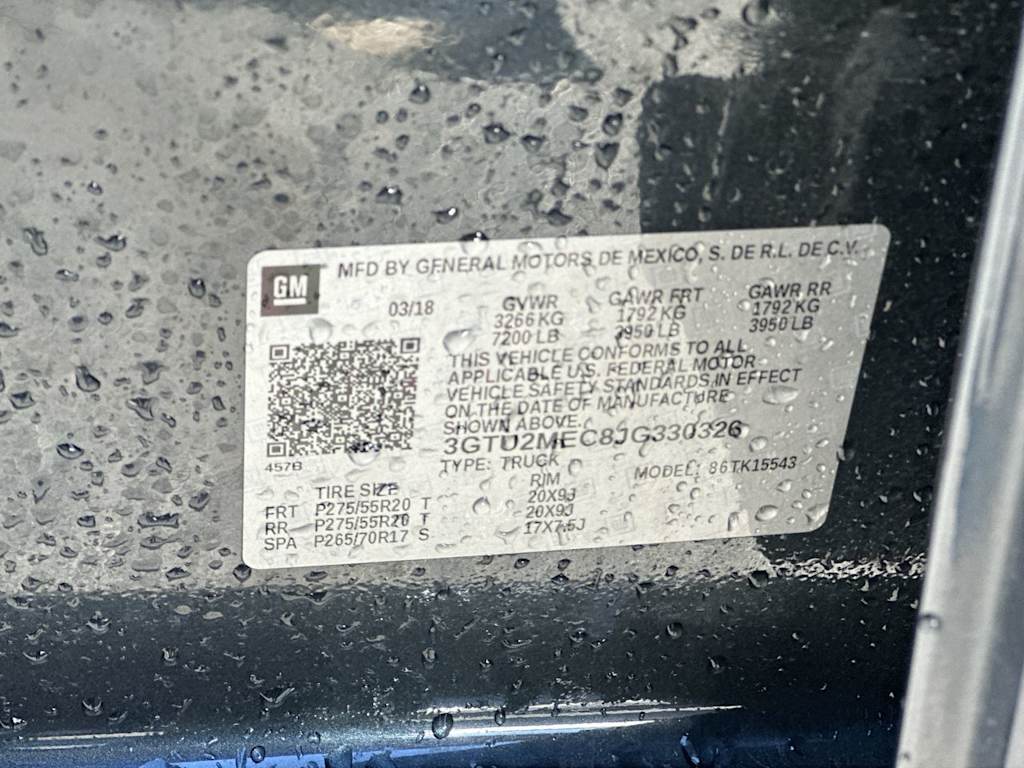 GM
MFD BY GENERAL MOTORS DE MEXICO, S. DE R.L. DE C.V.
03/18 GVWR GAWR FRT GAWR RR
3266 KG 1792 KG 1792 KG
7200 LB 3950 LB 3950 LB
THIS VEHICLE CONFORMS TO ALL
APPLICABLE U.S. FEDERAL MOTOR
VEHICLE SAFETY STANDARDS IN EFFECT
ON THE DATE OF MANUFACTURE
SHOWN ABOVE.
3GTU2MEC8JG330326
457B
TYPE: TRUCK MODEL: 86TK15543
TIRE SIZE RIM
FRT P275/55R20 T 20X9J
RR P275/55R20 T 20X9J
SPA P265/70R17 S 17X7.5J